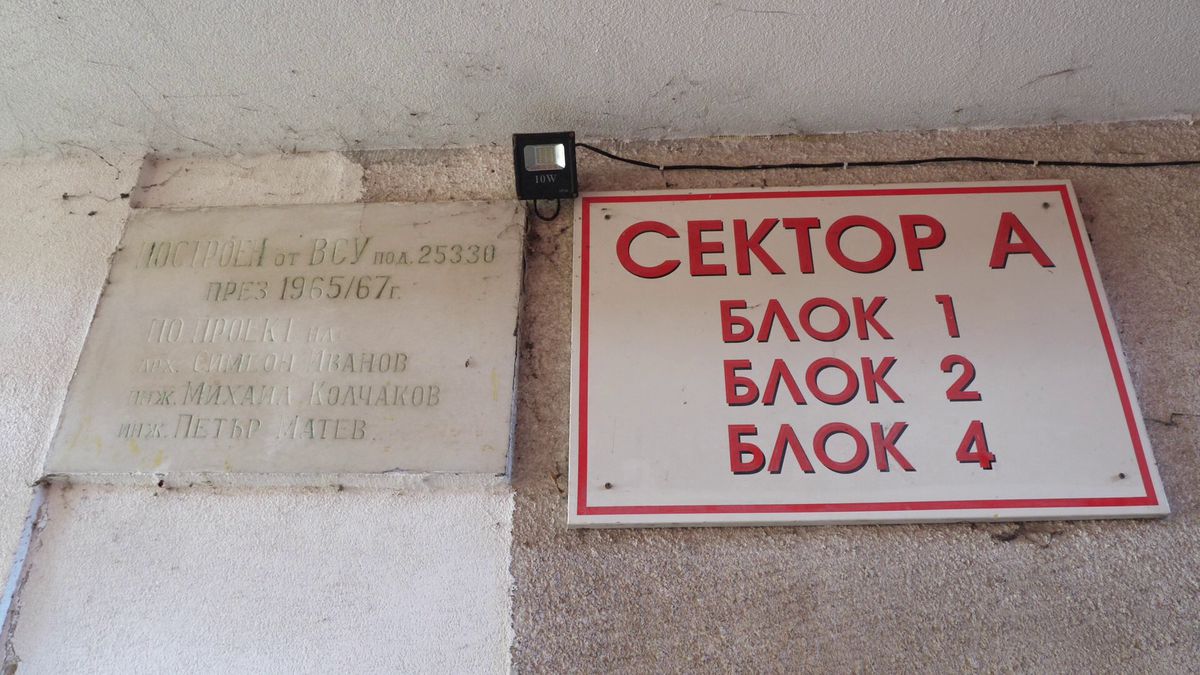 ПОСТРОЕН от ВСУ под. 25330
ПРЕЗ 1965/67г.
ПО ПРОЕКТ на
арх. СИМЕОН ИВАНОВ
инж. МИХАИЛ КОЛЧАКОВ
инж. ПЕТЪР МАТЕВ.
10W
СЕКТОР А
БЛОК 1
БЛОК 2
БЛОК 4